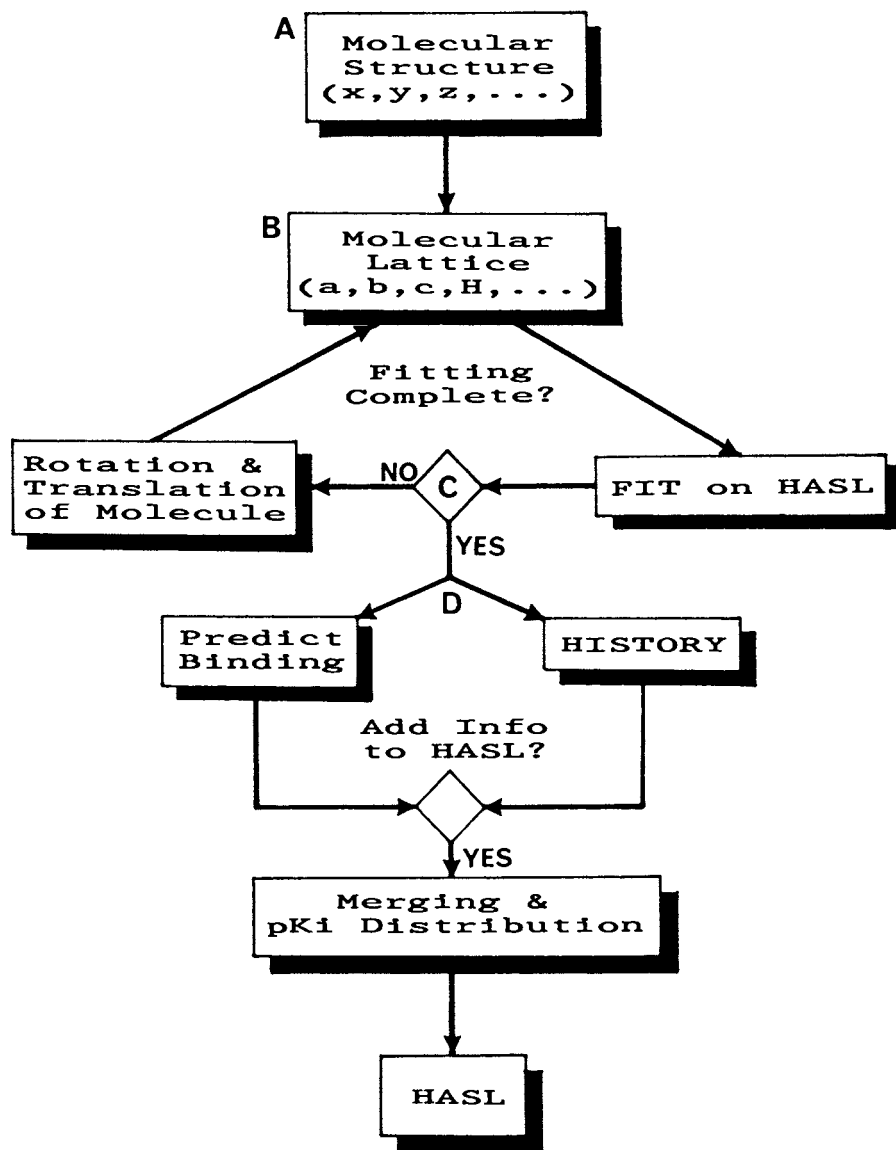 A
Molecular
Structure
(x,y,z,...)
B
Molecular
Lattice
(a,b,c,H,...)
Fitting
Complete?
Rotation &
Translation
of Molecule
NO
C
FIT on HASL
YES
D
Predict
Binding
HISTORY
Add Info
to HASL?
YES
Merging &
pKi Distribution
HASL